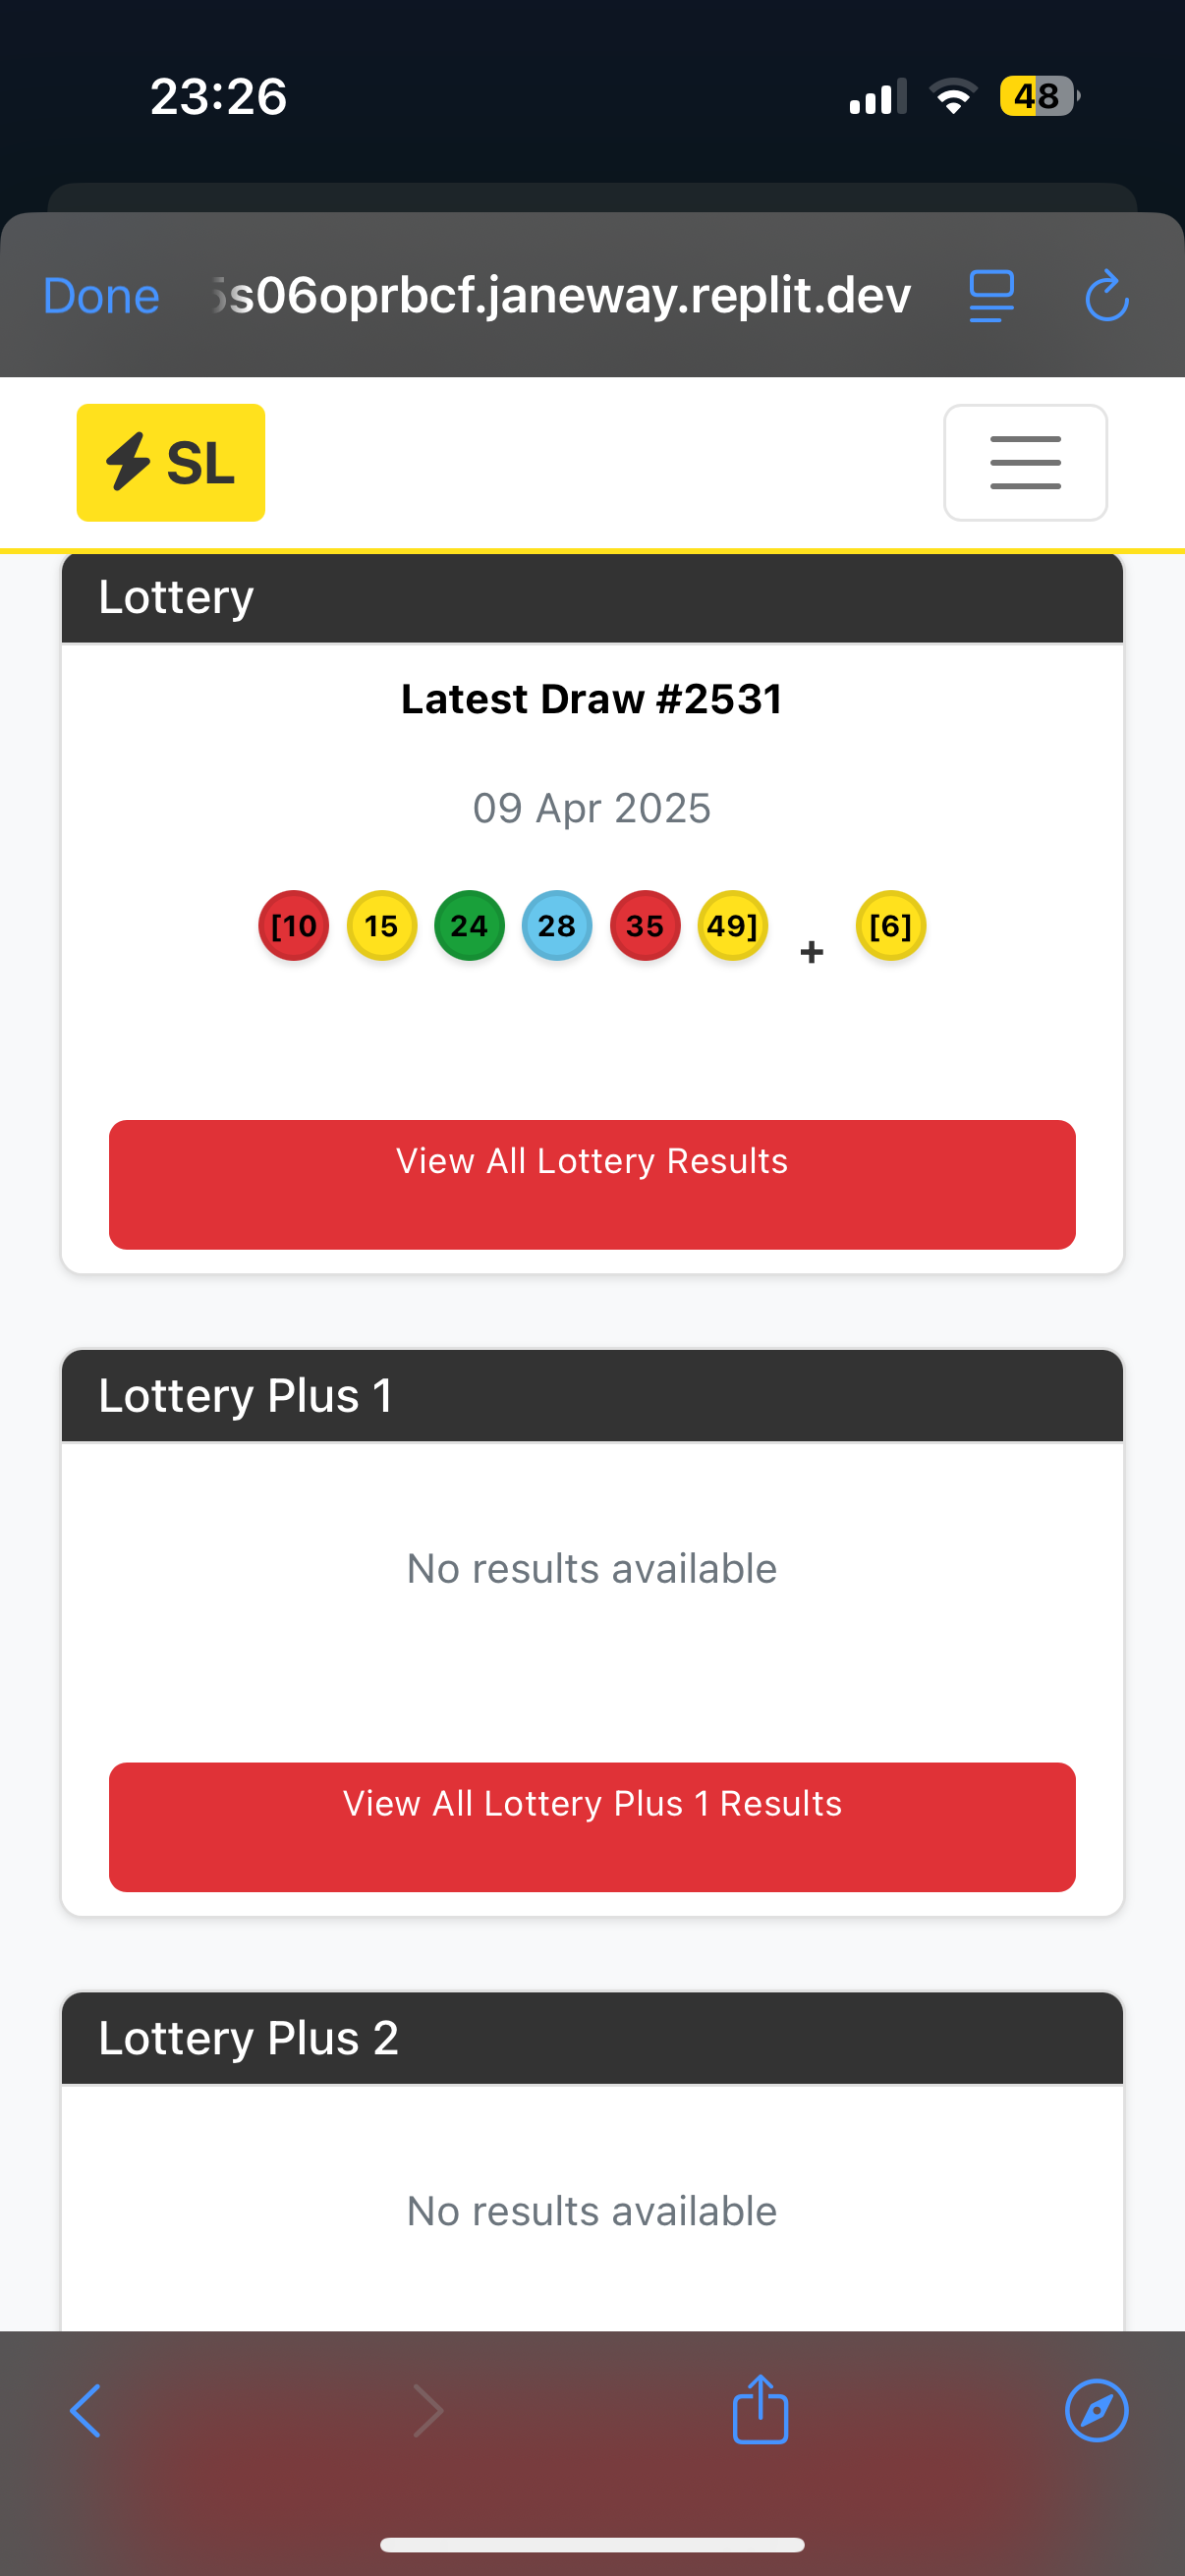 23:26
48
Done
s06oprbcf.janeway.replit.dev
SL
Lottery
Latest Draw #2531
09 Apr 2025
[10 15 24 28 35 49] + [6]
View All Lottery Results
Lottery Plus 1
No results available
View All Lottery Plus 1 Results
Lottery Plus 2
No results available